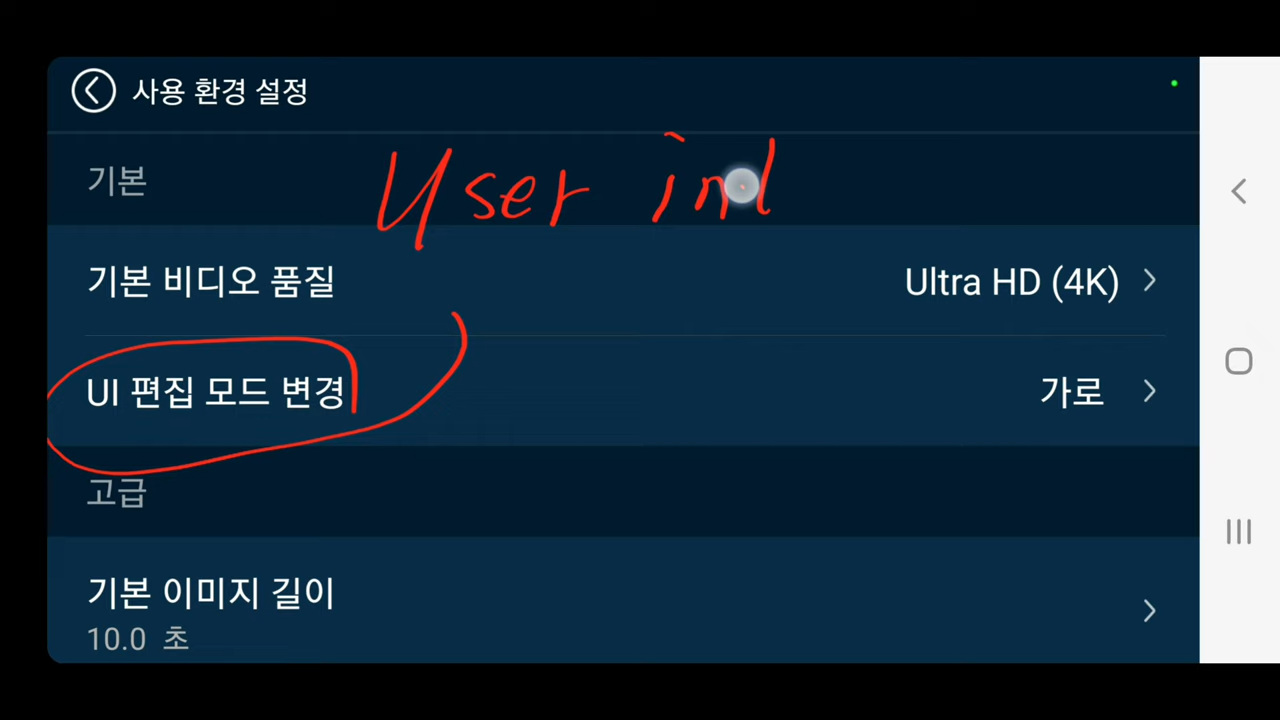 사용 환경 설정
기본
User in
기본 비디오 품질 Ultra HD (4K)
UI 편집 모드 변경 가로
고급
기본 이미지 길이
10.0 초